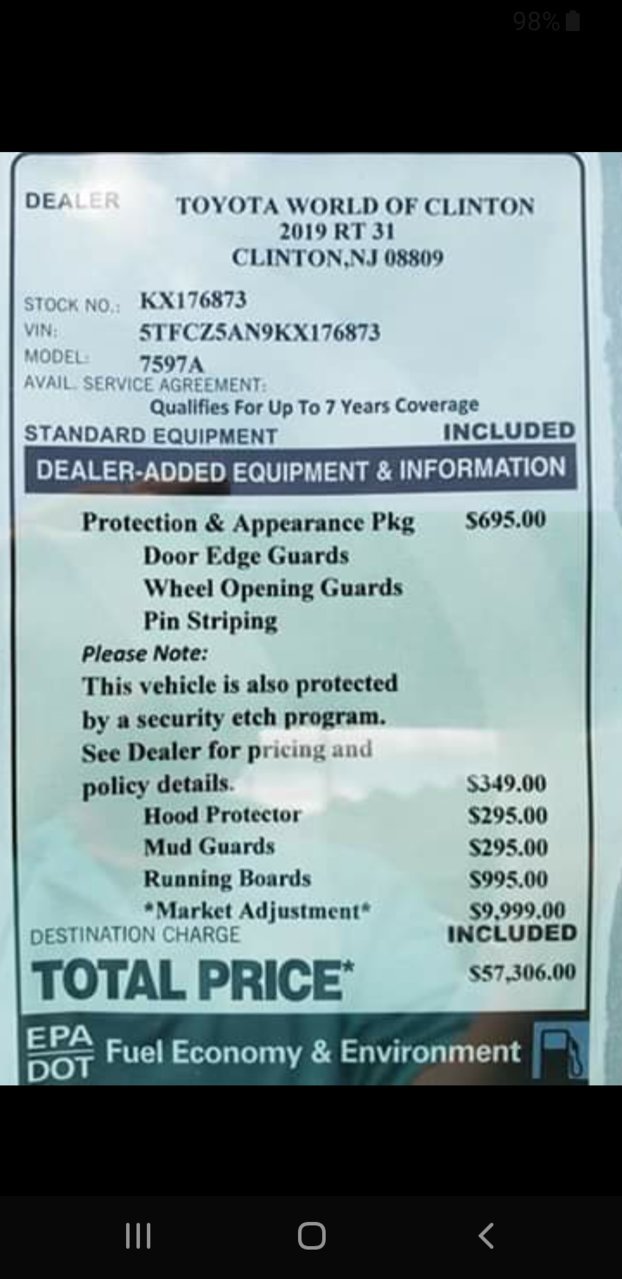 98%
DEALER TOYOTA WORLD OF CLINTON
2019 RT 31
CLINTON,NJ 08809
STOCK NO.: KX176873
VIN: 5TFCZ5AN9KX176873
MODEL: 7597A
AVAIL. SERVICE AGREEMENT:
Qualifies For Up To 7 Years Coverage
STANDARD EQUIPMENT INCLUDED
DEALER-ADDED EQUIPMENT & INFORMATION
Protection & Appearance Pkg $695.00
Door Edge Guards
Wheel Opening Guards
Pin Striping
Please Note:
This vehicle is also protected
by a security etch program.
See Dealer for pricing and
policy details. $349.00
Hood Protector $295.00
Mud Guards $295.00
Running Boards $995.00
*Market Adjustment* $9,999.00
DESTINATION CHARGE INCLUDED
TOTAL PRICE* $57,306.00
EPA
DOT Fuel Economy & Environment